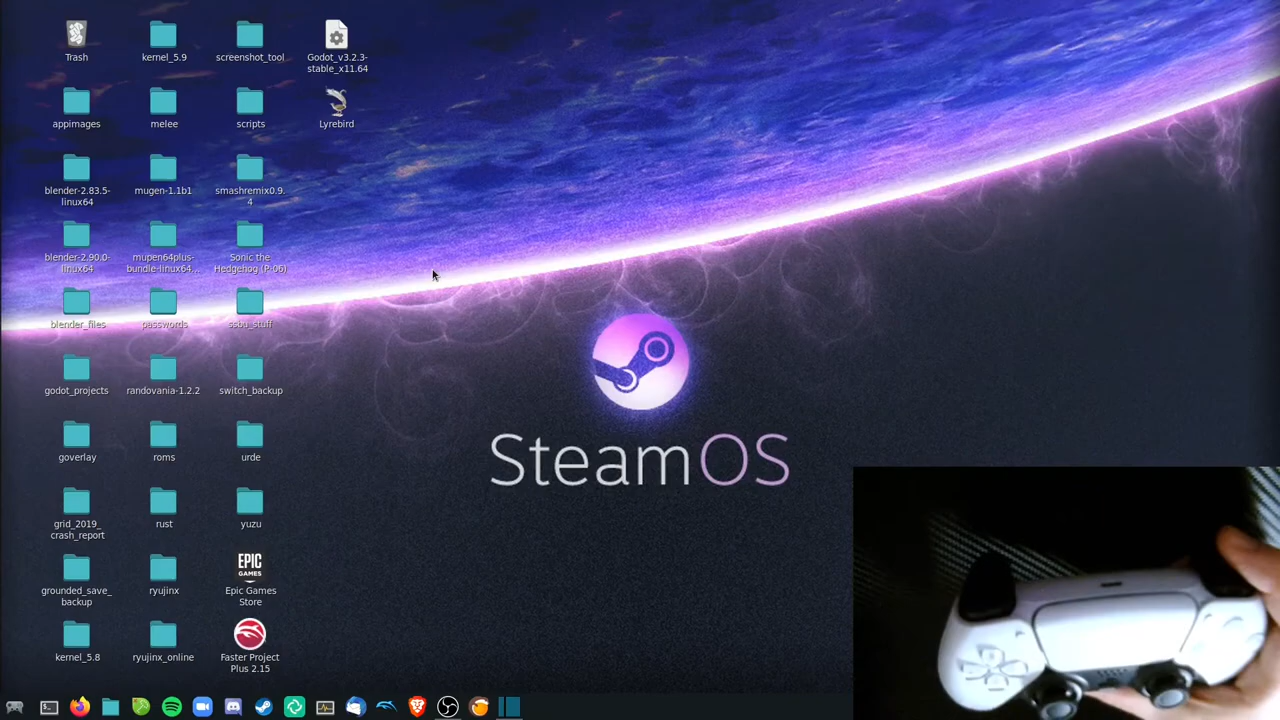 Trash
kernel_5.9
screenshot_tool
Godot_v3.2.3-
stable_x11.64
appimages
melee
scripts
Lyrebird
blender-2.83.5-
linux64
mugen-1.1b1
smashremix0.9.
4
blender-2.90.0-
linux64
mupen64plus-
bundle-linux64...
Sonic the
Hedgehog (P-06)
blender_files
passwords
ssbu_stuff
godot_projects
randovania-1.2.2
switch_backup
goverlay
roms
urde
grid_2019_
crash_report
rust
yuzu
grounded_save_
backup
ryujinx
EPIC
GAMES
Epic Games
Store
kernel_5.8
ryujinx_online
Faster Project
Plus 2.15
SteamOS